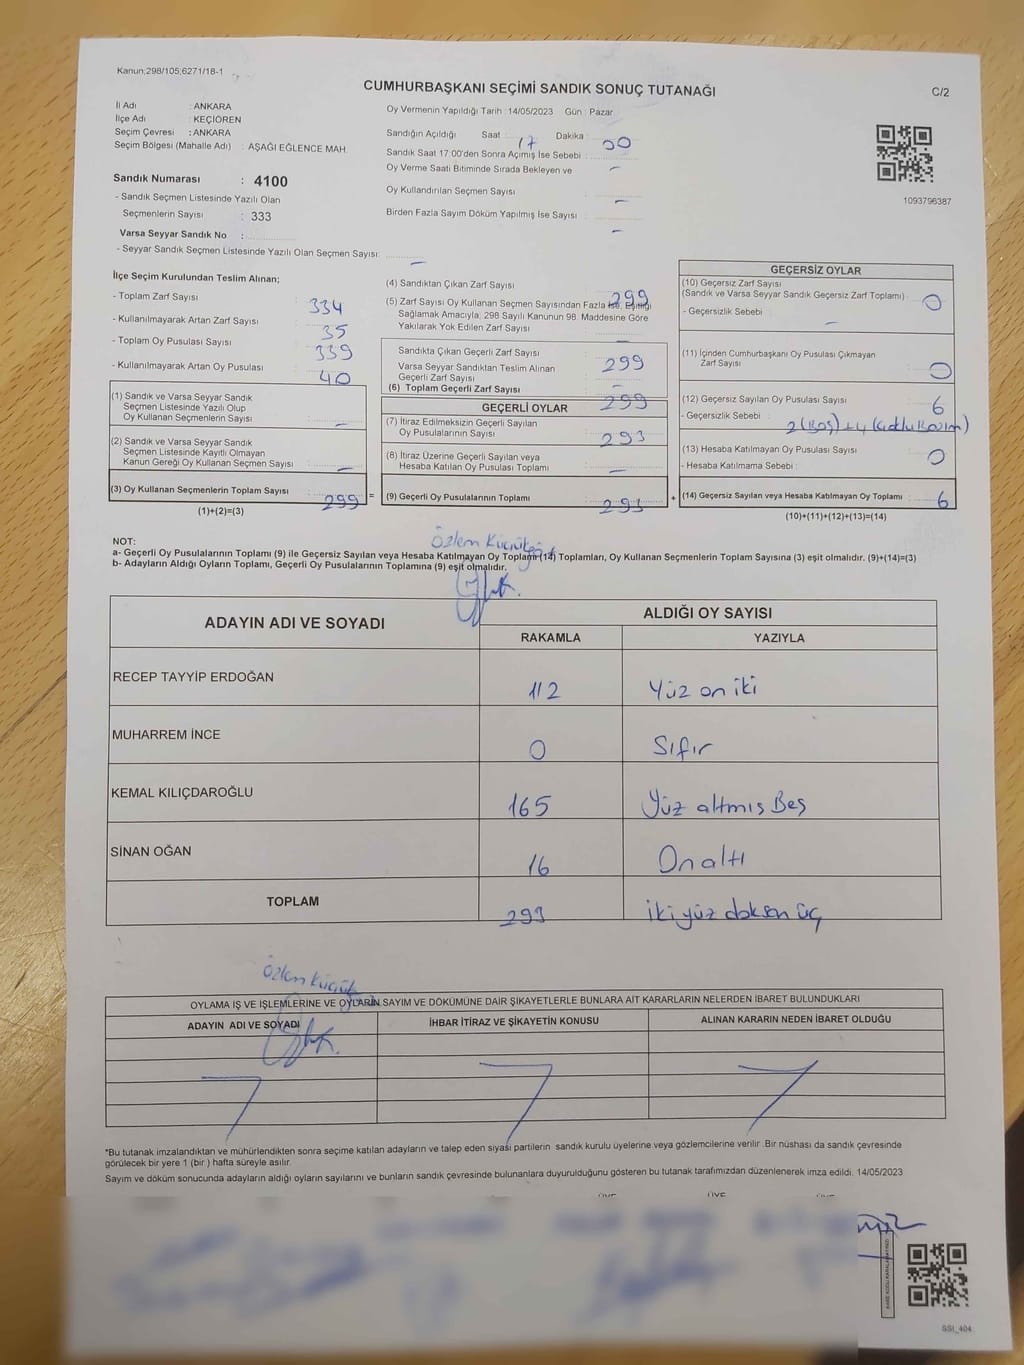 Kanun;298/105;6271/18-1
CUMHURBAŞKANI SEÇİMİ SANDIK SONUÇ TUTANAĞI
C/2
İl Adı : ANKARA
İlçe Adı : KEÇİÖREN
Seçim Çevresi : ANKARA
Seçim Bölgesi (Mahalle Adı) : AŞAĞI EĞLENCE MAH.
Sandık Numarası : 4100
- Sandık Seçmen Listesinde Yazılı Olan
Seçmenlerin Sayısı : 333
Varsa Seyyar Sandık No :
- Seyyar Sandık Seçmen Listesinde Yazılı Olan Seçmen Sayısı: -
Oy Vermenin Yapıldığı Tarih : 14/05/2023 Gün : Pazar
Sandığın Açıldığı Saat : 17 Dakika : 00
Sandık Saat 17:00'den Sonra Açılmış İse Sebebi :
Oy Verme Saati Bitiminde Sırada Bekleyen ve -
Oy Kullandırılan Seçmen Sayısı -
Birden Fazla Sayım Döküm Yapılmış İse Sayısı -
1093796387
İlçe Seçim Kurulundan Teslim Alınan;
- Toplam Zarf Sayısı : 334
- Kullanılmayarak Artan Zarf Sayısı : 35
- Toplam Oy Pusulası Sayısı : 339
- Kullanılmayarak Artan Oy Pusulası : 40
(1) Sandık ve Varsa Seyyar Sandık
Seçmen Listesinde Yazılı Olup
Oy Kullanan Seçmenlerin Sayısı : -
(2) Sandık ve Varsa Seyyar Sandık
Seçmen Listesinde Kayıtlı Olmayan
Kanun Gereği Oy Kullanan Seçmen Sayısı : -
(3) Oy Kullanan Seçmenlerin Toplam Sayısı : 299 =
(1)+(2)=(3)
(4) Sandıktan Çıkan Zarf Sayısı : 299
(5) Zarf Sayısı Oy Kullanan Seçmen Sayısından Fazla İse, Eşitliği
Sağlamak Amacıyla, 298 Sayılı Kanunun 98. Maddesine Göre
Yakılarak Yok Edilen Zarf Sayısı : -
Sandıkta Çıkan Geçerli Zarf Sayısı : 299
Varsa Seyyar Sandıktan Teslim Alınan
Geçerli Zarf Sayısı : -
(6) Toplam Geçerli Zarf Sayısı : 299
GEÇERLİ OYLAR
(7) İtiraz Edilmeksizin Geçerli Sayılan
Oy Pusulalarının Sayısı : 293
(8) İtiraz Üzerine Geçerli Sayılan veya
Hesaba Katılan Oy Pusulası Toplamı : -
(9) Geçerli Oy Pusulalarının Toplamı : 293 +
GEÇERSİZ OYLAR
(10) Geçersiz Zarf Sayısı
(Sandık ve Varsa Seyyar Sandık Geçersiz Zarf Toplamı) : 0
- Geçersizlik Sebebi : -
(11) İçinden Cumhurbaşkanı Oy Pusulası Çıkmayan
Zarf Sayısı : 0
(12) Geçersiz Sayılan Oy Pusulası Sayısı : 6
- Geçersizlik Sebebi : 2 (Boş) + 4
(13) Hesaba Katılmayan Oy Pusulası Sayısı : 0
- Hesaba Katılmama Sebebi :
(14) Geçersiz Sayılan veya Hesaba Katılmayan Oy Toplamı : 6
(10)+(11)+(12)+(13)=(14)
NOT:
Özlem
a- Geçerli Oy Pusulalarının Toplamı (9) ile Geçersiz Sayılan veya Hesaba Katılmayan Oy Toplamı (14) Toplamları, Oy Kullanan Seçmenlerin Toplam Sayısına (3) eşit olmalıdır. (9)+(14)=(3)
b- Adayların Aldığı Oyların Toplamı, Geçerli Oy Pusulalarının Toplamına (9) eşit olmalıdır.
ADAYIN ADI VE SOYADI
ALDIĞI OY SAYISI
RAKAMLA YAZIYLA
RECEP TAYYİP ERDOĞAN 112 Yüz on iki
MUHARREM İNCE 0 Sıfır
KEMAL KILIÇDAROĞLU 165 Yüz altmış Beş
SİNAN OĞAN 16 On altı
TOPLAM 293 iki yüz doksan üç
Özlem
OYLAMA İŞ VE İŞLEMLERİNE VE OYLARIN SAYIM VE DÖKÜMÜNE DAİR ŞİKAYETLERLE BUNLARA AİT KARARLARIN NELERDEN İBARET BULUNDUKLARI
ADAYIN ADI VE SOYADI İHBAR İTİRAZ VE ŞİKAYETİN KONUSU ALINAN KARARIN NEDEN İBARET OLDUĞU
*Bu tutanak imzalandıktan ve mühürlendikten sonra seçime katılan adayların ve talep eden siyasi partilerin sandık kurulu üyelerine veya gözlemcilerine verilir .Bir nüshası da sandık çevresinde
görülecek bir yere 1 (bir ) hafta süreyle asılır.
Sayım ve döküm sonucunda adayların aldığı oyların sayılarını ve bunların sandık çevresinde bulunanlara duyurulduğunu gösteren bu tutanak tarafımızdan düzenlenerek imza edildi. 14/05/2023
SSI_404